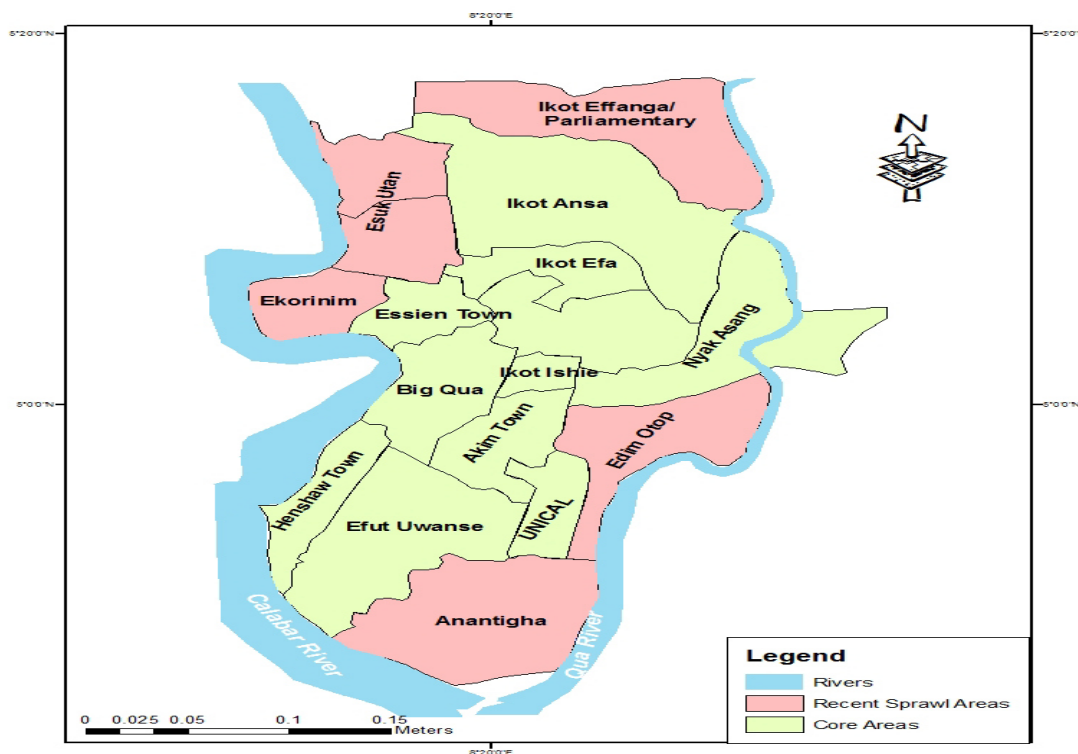 8°20'0"E
5°20'0"N
5°20'0"N
N
Ikot Effanga/
Parliamentary
Esuk Utan
Ikot Ansa
Ikot Efa
Ekorinim
Essien Town
Nyak Asang
Ikot Ishie
Big Qua
5°0'0"N
5°0'0"N
Akim Town
Edim Otop
Henshaw Town
Efut Uwanse
UNICAL
Calabar River
Anantigha
Qua River
Legend
Rivers
Recent Sprawl Areas
Core Areas
0 0.025 0.05 0.1 0.15
Meters
8°20'0"E